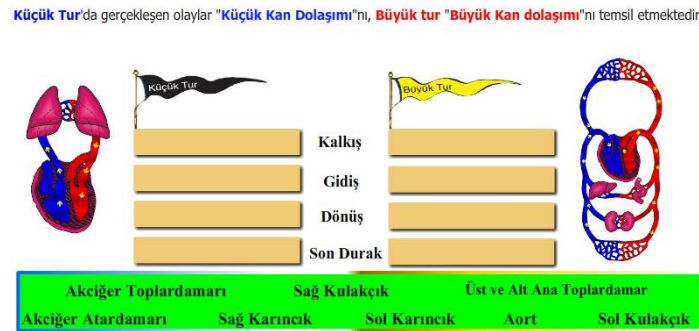 Küçük Tur'da gerçekleşen olaylar "Küçük Kan Dolaşımı"nı, Büyük tur "Büyük Kan dolaşımı"nı temsil etmektedir
Küçük Tur
Büyük Tur
Kalkış
Gidiş
Dönüş
Son Durak
Akciğer Toplardamarı Sağ Kulakçık Üst ve Alt Ana Toplardamar
Akciğer Atardamarı Sağ Karıncık Sol Karıncık Aort Sol Kulakçık